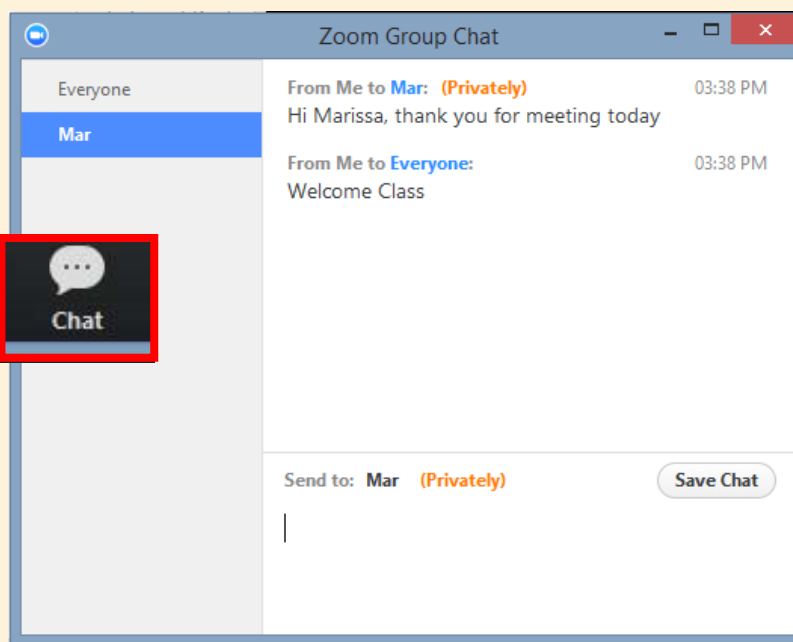 Zoom Group Chat
Everyone
Mar
Chat
From Me to Mar: (Privately) 03:38 PM
Hi Marissa, thank you for meeting today
From Me to Everyone: 03:38 PM
Welcome Class
Send to: Mar (Privately) Save Chat